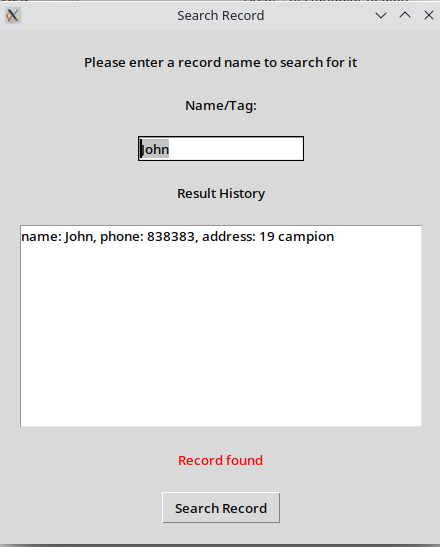 Search Record
Please enter a record name to search for it
Name/Tag:
John
Result History
name: John, phone: 838383, address: 19 campion
Record found
Search Record